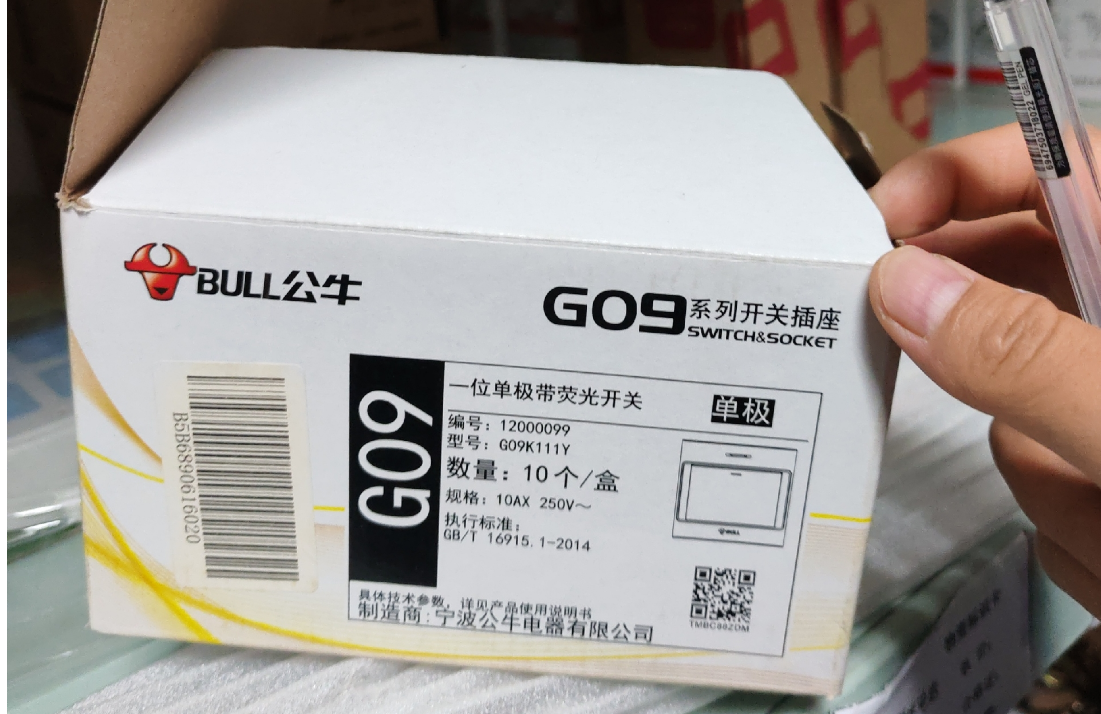 BULL公牛
G09系列开关插座
SWITCH&SOCKET
B5B6890616020
G09
一位单极带荧光开关
单极
编号：12000099
型号：G09K111Y
数量：10个/盒
规格：10AX 250V～
执行标准：
GB/T 16915.1-2014
BULL
具体技术参数，详见产品使用说明书
制造商：宁波公牛电器有限公司